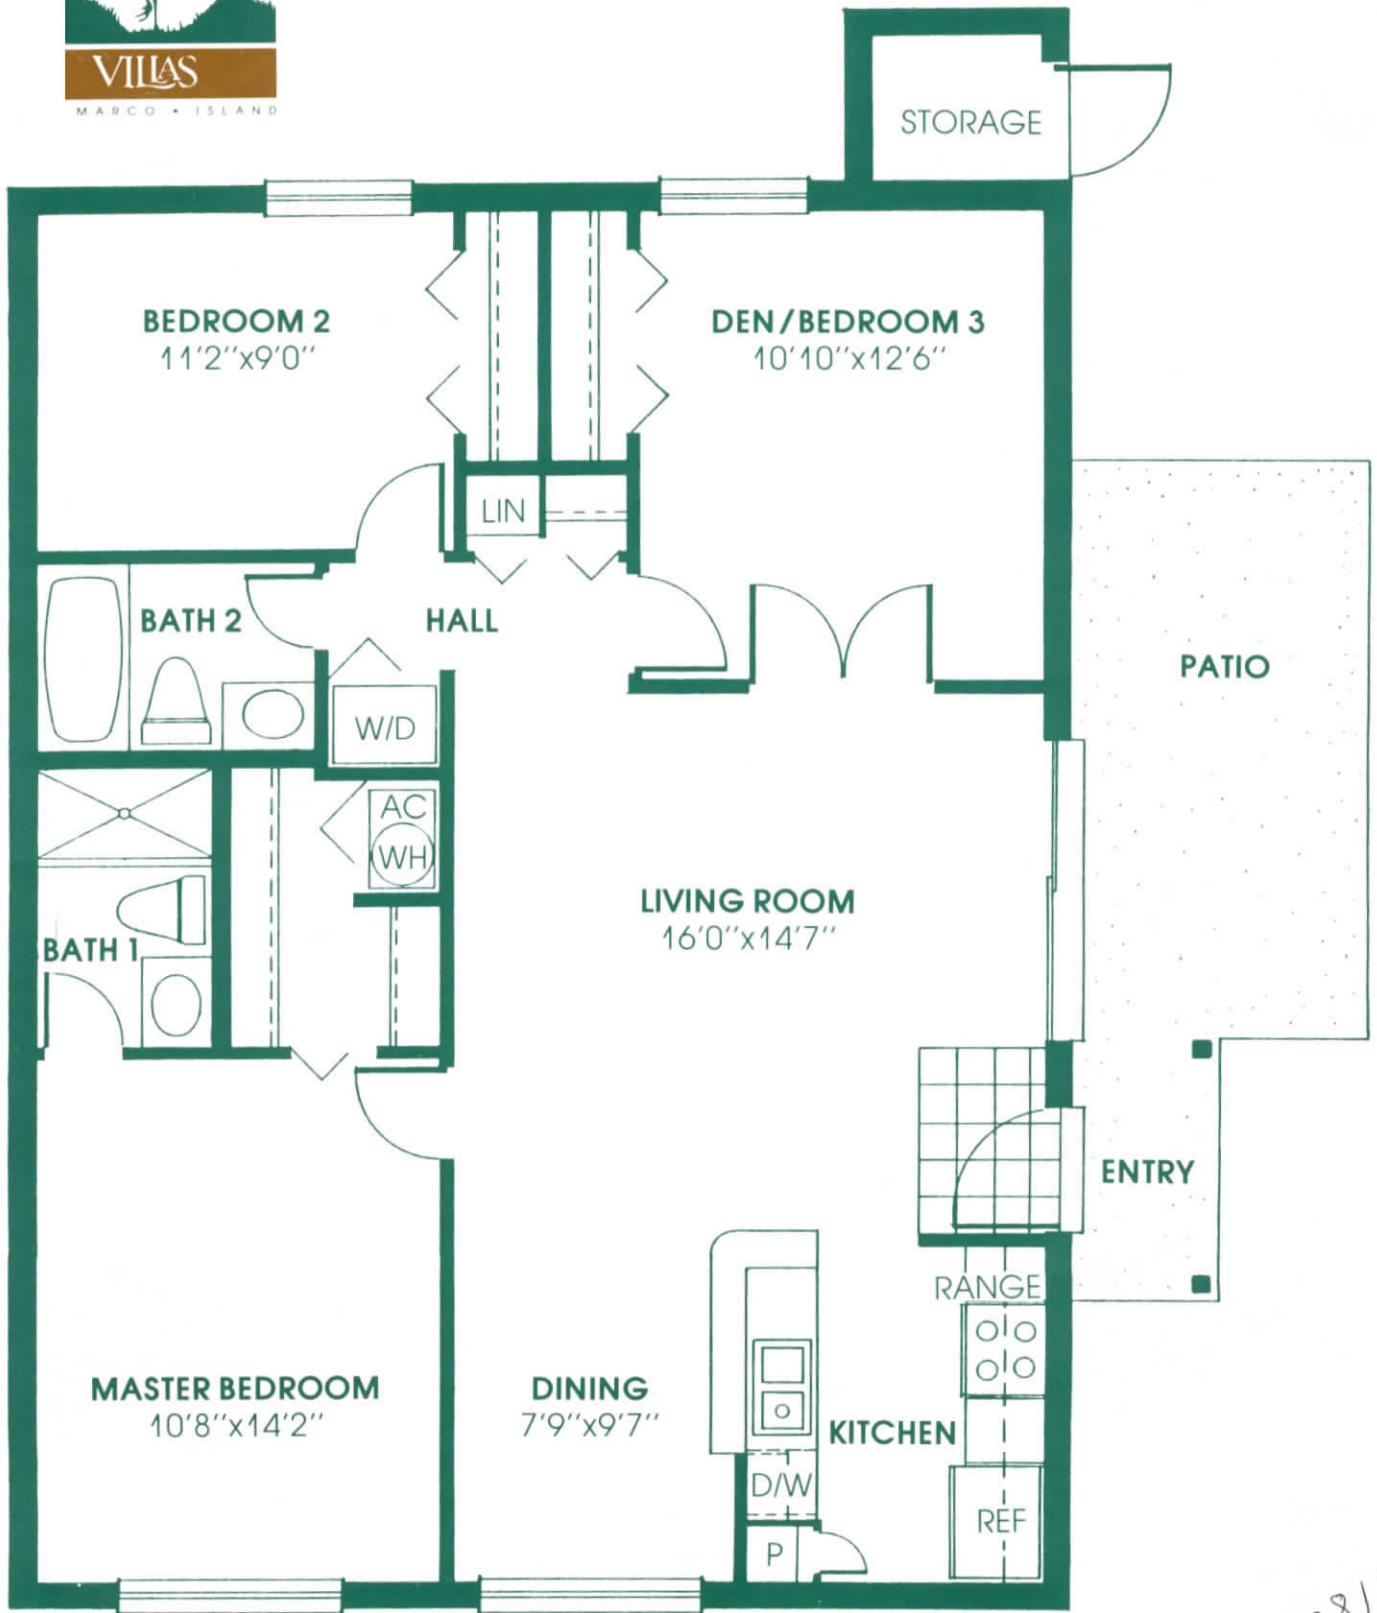 VILLAS
MARCO • ISLAND
STORAGE
BEDROOM 2
11'2''x9'0''
DEN/BEDROOM 3
10'10''x12'6''
LIN
BATH 2
HALL
PATIO
W/D
AC
WH
LIVING ROOM
16'0''x14'7''
BATH 1
ENTRY
RANGE
MASTER BEDROOM
10'8''x14'2''
DINING
7'9''x9'7''
KITCHEN
D/W
REF
P